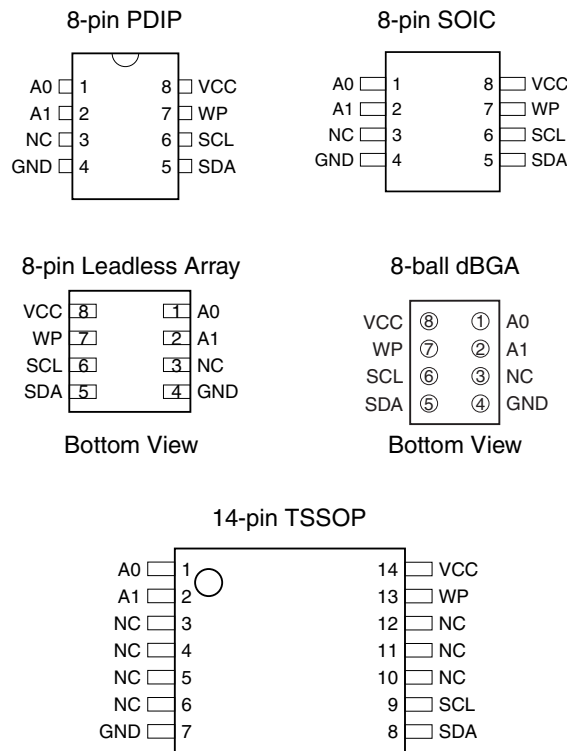 8-pin PDIP
A0 1 8 VCC
A1 2 7 WP
NC 3 6 SCL
GND 4 5 SDA
8-pin SOIC
A0 1 8 VCC
A1 2 7 WP
NC 3 6 SCL
GND 4 5 SDA
8-pin Leadless Array
VCC 8 1 A0
WP 7 2 A1
SCL 6 3 NC
SDA 5 4 GND
Bottom View
8-ball dBGA
VCC 8 1 A0
WP 7 2 A1
SCL 6 3 NC
SDA 5 4 GND
Bottom View
14-pin TSSOP
A0 1 14 VCC
A1 2 13 WP
NC 3 12 NC
NC 4 11 NC
NC 5 10 NC
NC 6 9 SCL
GND 7 8 SDA